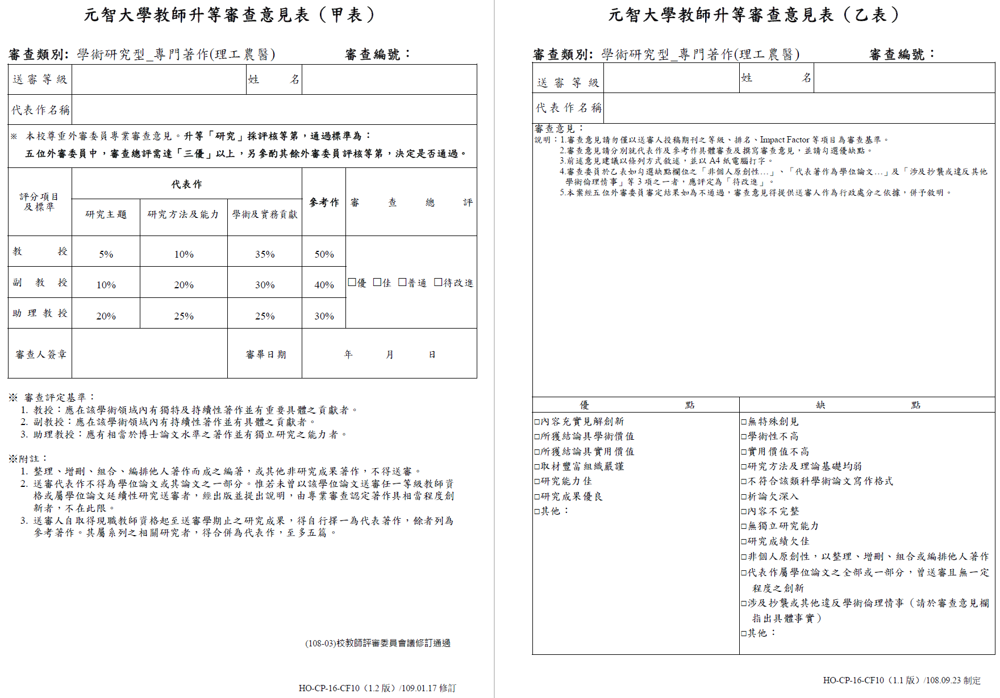 元智大學教師升等審查意見表（甲表）
審查類別: 學術研究型_專門著作(理工農醫) 審查編號：
送審等級 姓名
代表作名稱
※ 本校尊重外審委員專業審查意見。升等「研究」採評核等第，通過標準為：
五位外審委員中，審查總評需達「三優」以上，另參酌其餘外審委員評核等第，決定是否通過。
評分項目及標準 代表作 參考作 審查總評
研究主題 研究方法及能力 學術及實務貢獻
教授 5% 10% 35% 50%
副教授 10% 20% 30% 40% □優 □佳 □普通 □待改進
助理教授 20% 25% 25% 30%
審查人簽章 審畢日期 年 月 日
※ 審查評定基準：
1. 教授：應在該學術領域內有獨特及持續性著作並有重要具體之貢獻者。
2. 副教授：應在該學術領域內有持續性著作並有具體之貢獻者。
3. 助理教授：應有相當於博士論文水準之著作並有獨立研究之能力者。
※附註：
1. 整理、增刪、組合、編排他人著作而成之編著，或其他非研究成果著作，不得送審。
2. 送審代表作不得為學位論文或其論文之一部分。惟若未曾以該學位論文送審任一等級教師資
格或屬學位論文延續性研究送審者，經出版並提出說明，由專業審查認定著作具相當程度創
新者，不在此限。
3. 送審人自取得現職教師資格起至送審學期止之研究成果，得自行擇一為代表著作，餘者列為
參考著作。其屬系列之相關研究者，得合併為代表作，至多五篇。
(108-03)校教師評審委員會議修訂通過
HO-CP-16-CF10（1.2 版）/109.01.17 修訂
元智大學教師升等審查意見表（乙表）
審查類別: 學術研究型_專門著作(理工農醫) 審查編號：
送審等級 姓名
代表作名稱
審查意見：
說明：1.審查意見請勿僅以送審人投稿期刊之等級、排名、Impact Factor 等項目為審查基準。
2.審查意見請分別就代表作及參考作具體審查及撰寫審查意見，並請勾選優缺點。
3.前述意見建議以條列方式敘述，並以 A4 紙電腦打字。
4.審查委員於乙表如勾選缺點欄位之「非個人原創性…」、「代表著作為學位論文…」及「涉及抄襲或違反其他
學術倫理情事」等 3 項之一者，應評定為「待改進」。
5.本案經五位外審委員審定結果如為不通過，審查意見得提供送審人作為行政處分之依據，併予敘明。
優點 缺點
□內容充實見解創新
□所獲結論具學術價值
□所獲結論具實用價值
□取材豐富組織嚴謹
□研究能力佳
□研究成果優良
□其他：
□無特殊創見
□學術性不高
□實用價值不高
□研究方法及理論基礎均弱
□不符合該類科學術論文寫作格式
□析論欠深入
□內容不完整
□無獨立研究能力
□研究成績欠佳
□非個人原創性，以整理、增刪、組合或編排他人著作
□代表作屬學位論文之全部或一部分，曾送審且無一定
程度之創新
□涉及抄襲或其他違反學術倫理情事（請於審查意見欄
指出具體事實）
□其他：
HO-CP-16-CF10（1.1 版）/108.09.23 制定